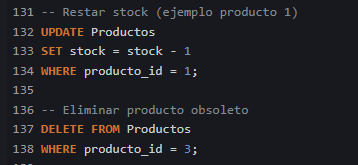 131 -- Restar stock (ejemplo producto 1)
132 UPDATE Productos
133 SET stock = stock - 1
134 WHERE producto_id = 1;
135
136 -- Eliminar producto obsoleto
137 DELETE FROM Productos
138 WHERE producto_id = 3;